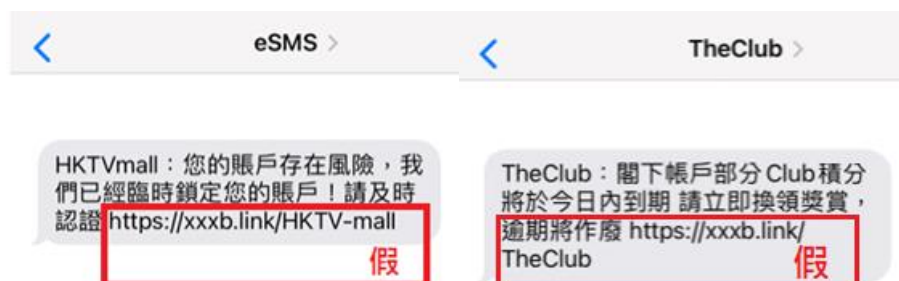 eSMS
HKTVmall：您的賬戶存在風險，我
們已經臨時鎖定您的賬戶！請及時
認證 https://xxxb.link/HKTV-mall
假
TheClub
TheClub：閣下帳戶部分 Club 積分
將於今日內到期 請立即換領獎賞，
逾期將作廢 https://xxxb.link/
TheClub
假